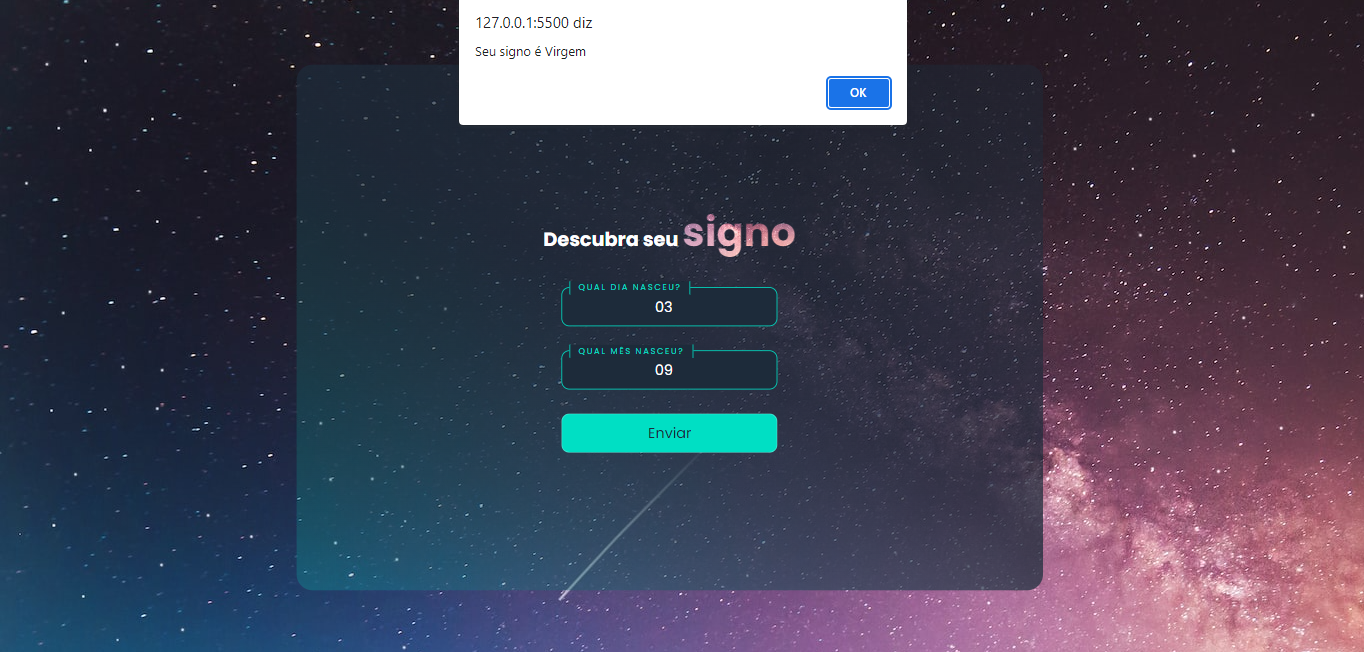 127.0.0.1:5500 diz
Seu signo é Virgem
OK
Descubra seu signo
QUAL DIA NASCEU?
03
QUAL MÊS NASCEU?
09
Enviar